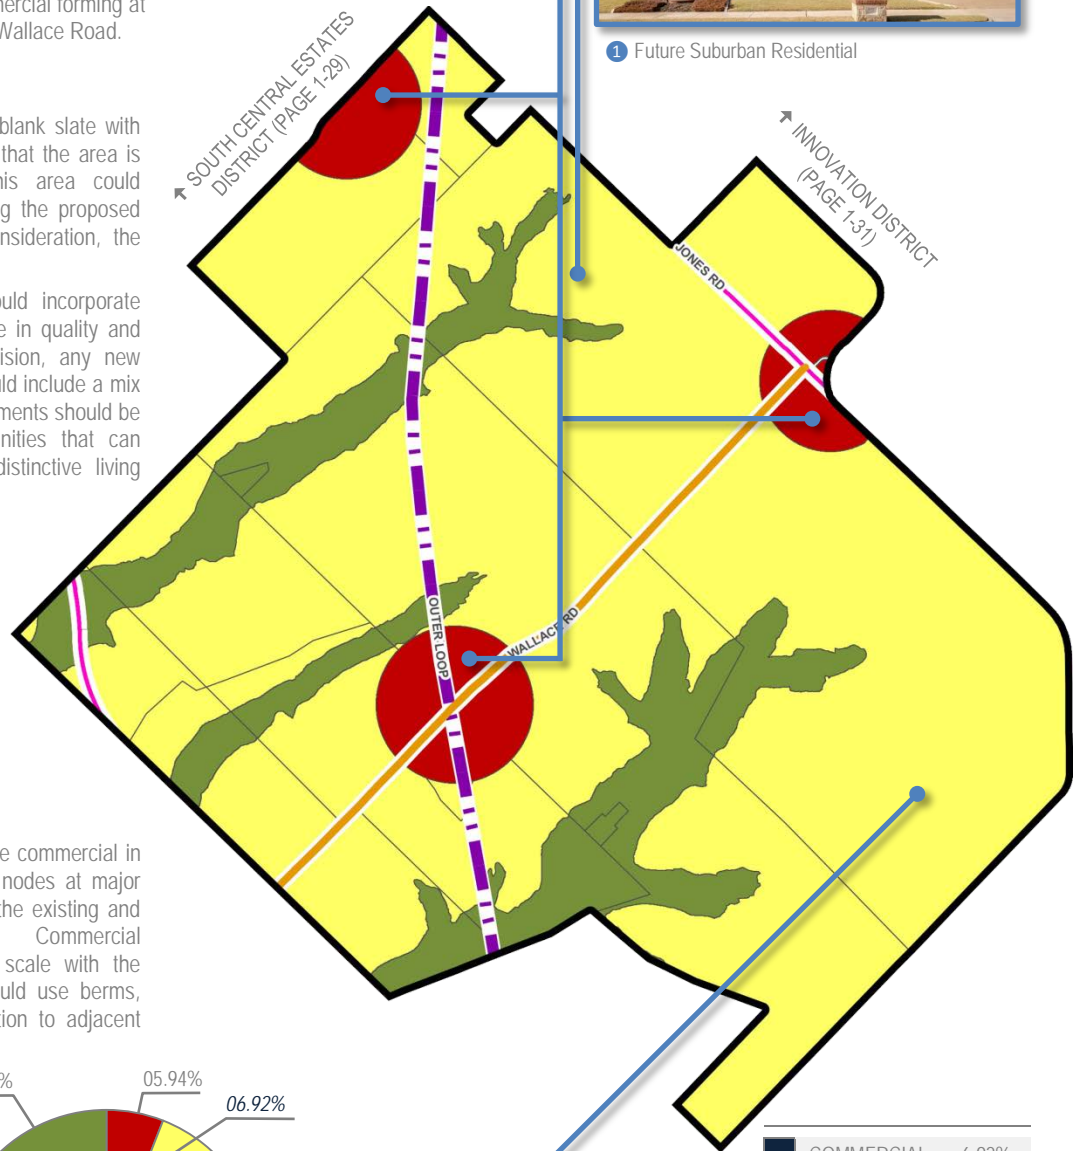 ercial forming at
Wallace Road.
blank slate with
that the area is
his area could
g the proposed
nsideration, the
uld incorporate
e in quality and
ision, any new
uld include a mix
ments should be
nities that can
distinctive living
e commercial in
nodes at major
the existing and
Commercial
scale with the
uld use berms,
tion to adjacent
1 Future Suburban Residential
SOUTH CENTRAL ESTATES
DISTRICT (PAGE 1-29)
INNOVATION DISTRICT
(PAGE 1-31)
JONES RD
OUTER LOOP
WALLACE RD
%
05.94%
06.92%